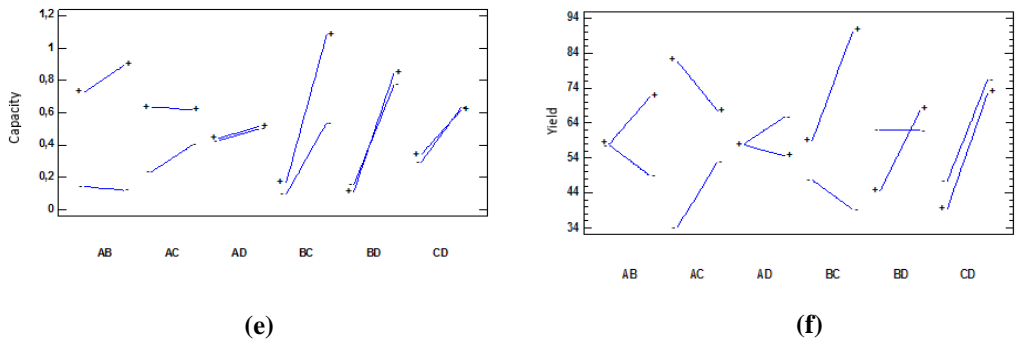 1,2
1
0,8
0,6
0,4
0,2
0
Capacity
AB AC AD BC BD CD
(e)
94
84
74
64
54
44
34
Yield
AB AC AD BC BD CD
(f)